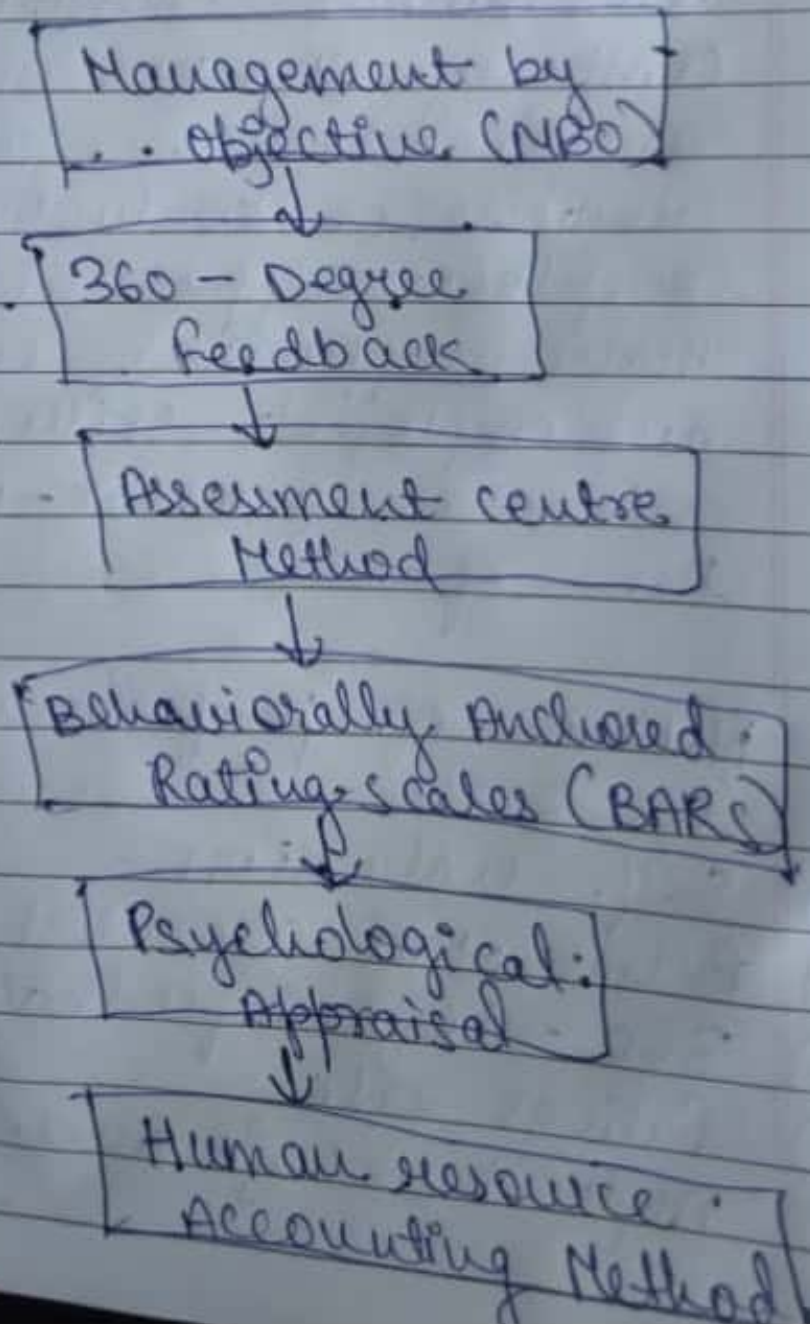 Management by
Objective (MBO)
360 - Degree
feedback
Assessment centre
Method
Behaviorally Anchored
Rating scales (BARS)
Psychological
Appraisal
Human resource
Accounting Method